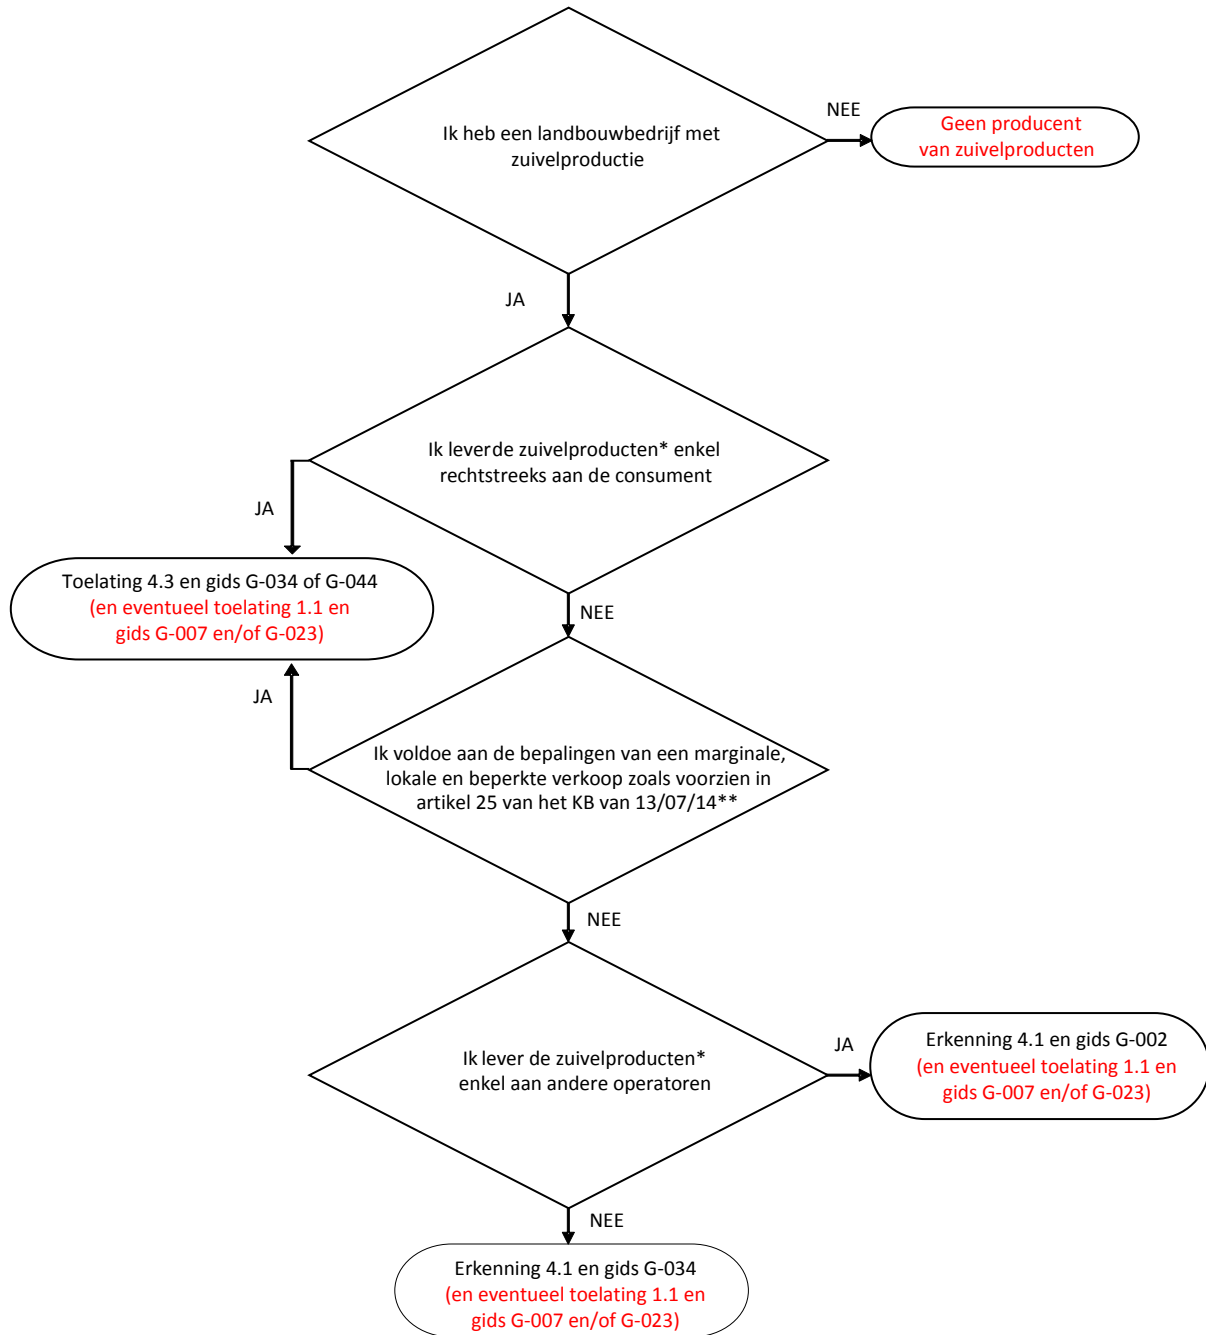 Ik heb een landbouwbedrijf met
zuivelproductie
NEE
Geen producent
van zuivelproducten
JA
Ik leverde zuivelproducten* enkel
rechtstreeks aan de consument
JA
Toelating 4.3 en gids G-034 of G-044
(en eventueel toelating 1.1 en
gids G-007 en/of G-023)
NEE
JA
Ik voldoe aan de bepalingen van een marginale,
lokale en beperkte verkoop zoals voorzien in
artikel 25 van het KB van 13/07/14**
NEE
Ik lever de zuivelproducten*
enkel aan andere operatoren
JA
Erkenning 4.1 en gids G-002
(en eventueel toelating 1.1 en
gids G-007 en/of G-023)
NEE
Erkenning 4.1 en gids G-034
(en eventueel toelating 1.1 en
gids G-007 en/of G-023)